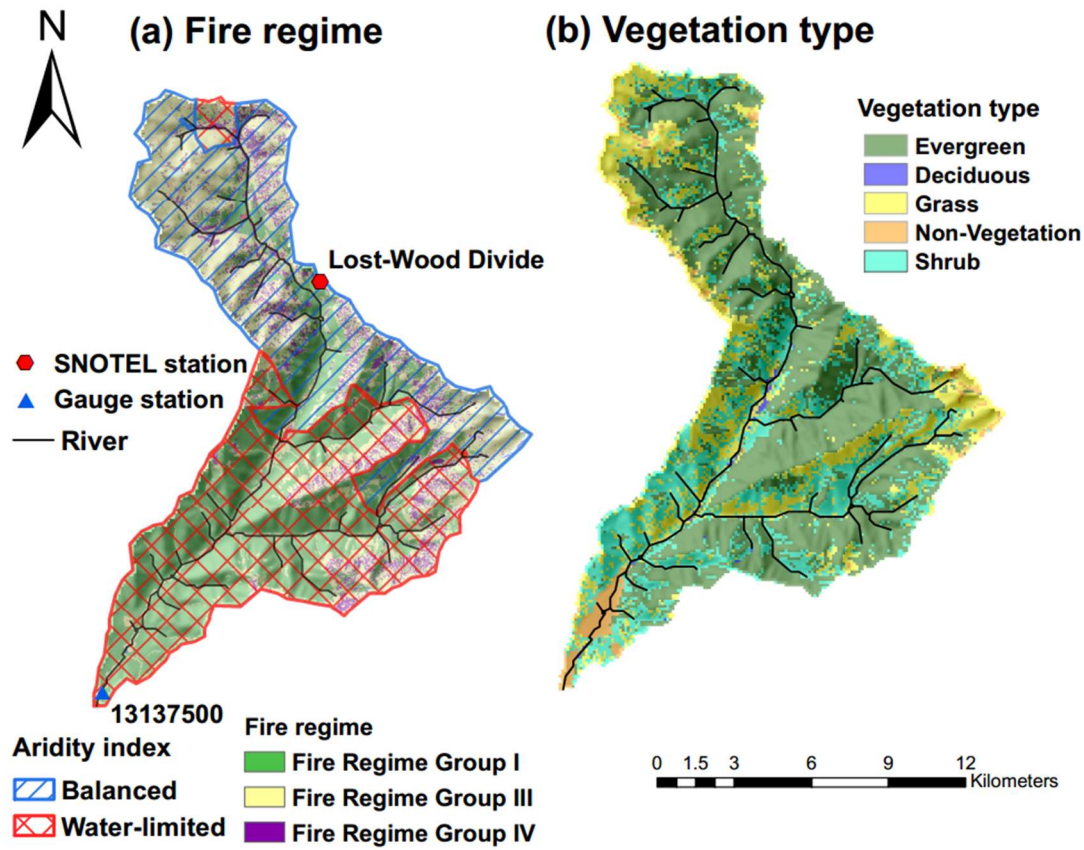 N
(a) Fire regime
(b) Vegetation type
Vegetation type
Evergreen
Deciduous
Grass
Non-Vegetation
Shrub
Lost-Wood Divide
SNOTEL station
Gauge station
River
13137500
Aridity index
Balanced
Water-limited
Fire regime
Fire Regime Group I
Fire Regime Group III
Fire Regime Group IV
0 1.5 3 6 9 12
Kilometers